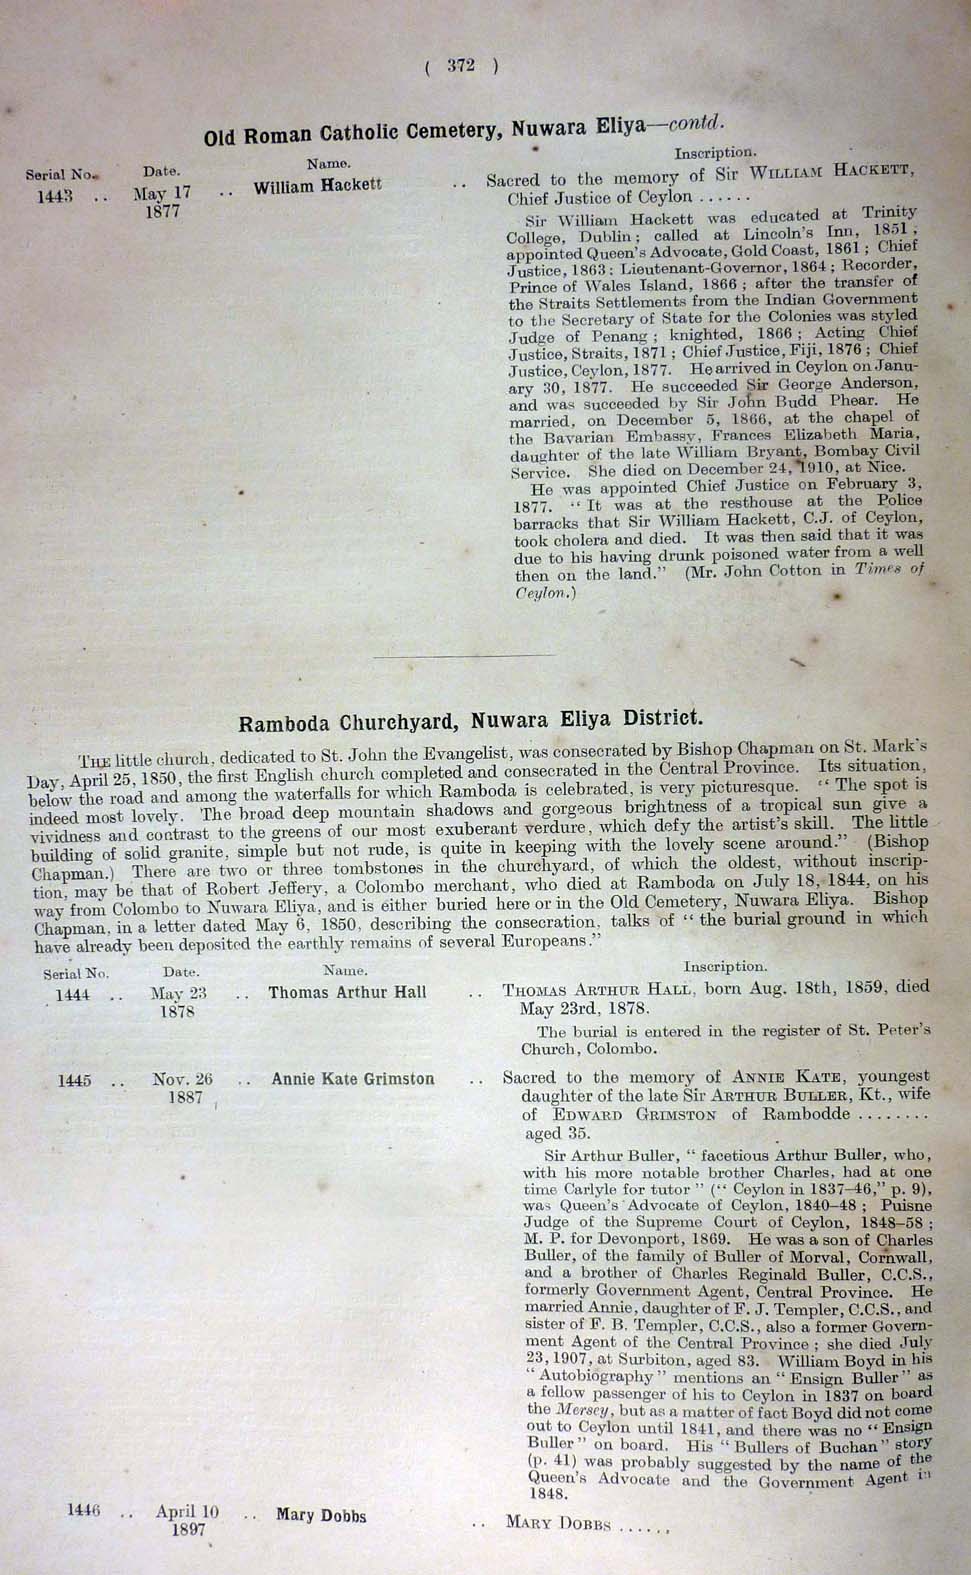 ( 372 )
Old Roman Catholic Cemetery, Nuwara Eliya—contd.
Serial No. Date. Name. Inscription.
1443 .. May 17 .. William Hackett .. Sacred to the memory of Sir WILLIAM HACKETT,
1877 Chief Justice of Ceylon ......
Sir William Hackett was educated at Trinity
College, Dublin; called at Lincoln's Inn, 1851;
appointed Queen's Advocate, Gold Coast, 1861; Chief
Justice, 1863; Lieutenant-Governor, 1864; Recorder,
Prince of Wales Island, 1866; after the transfer of
the Straits Settlements from the Indian Government
to the Secretary of State for the Colonies was styled
Judge of Penang; knighted, 1866; Acting Chief
Justice, Straits, 1871; Chief Justice, Fiji, 1876; Chief
Justice, Ceylon, 1877. He arrived in Ceylon on Janu-
ary 30, 1877. He succeeded Sir George Anderson,
and was succeeded by Sir John Budd Phear. He
married, on December 5, 1866, at the chapel of
the Bavarian Embassy, Frances Elizabeth Maria,
daughter of the late William Bryant, Bombay Civil
Service. She died on December 24, 1910, at Nice.
He was appointed Chief Justice on February 3,
1877. "It was at the resthouse at the Police
barracks that Sir William Hackett, C.J. of Ceylon,
took cholera and died. It was then said that it was
due to his having drunk poisoned water from a well
then on the land." (Mr. John Cotton in Times of
Ceylon.)
Ramboda Churchyard, Nuwara Eliya District.
THE little church, dedicated to St. John the Evangelist, was consecrated by Bishop Chapman on St. Mark's
Day, April 25, 1850, the first English church completed and consecrated in the Central Province. Its situation,
below the road and among the waterfalls for which Ramboda is celebrated, is very picturesque. "The spot is
indeed most lovely. The broad deep mountain shadows and gorgeous brightness of a tropical sun give a
vividness and contrast to the greens of our most exuberant verdure, which defy the artist's skill." The little
building of solid granite, simple but not rude, is quite in keeping with the lovely scene around." (Bishop
Chapman.) There are two or three tombstones in the churchyard, of which the oldest, without inscrip-
tion, may be that of Robert Jeffery, a Colombo merchant, who died at Ramboda on July 18, 1844, on his
way from Colombo to Nuwara Eliya, and is either buried here or in the Old Cemetery, Nuwara Eliya. Bishop
Chapman, in a letter dated May 6, 1850, describing the consecration, talks of "the burial ground in which
have already been deposited the earthly remains of several Europeans."
Serial No. Date. Name. Inscription.
1444 .. May 23 .. Thomas Arthur Hall .. THOMAS ARTHUR HALL, born Aug. 18th, 1859, died
1878 May 23rd, 1878.
The burial is entered in the register of St. Peter's
Church, Colombo.
1445 .. Nov. 26 .. Annie Kate Grimston .. Sacred to the memory of ANNIE KATE, youngest
1887 daughter of the late Sir ARTHUR BULLER, Kt., wife
of EDWARD GRIMSTON of Rambodde ........
aged 35.
Sir Arthur Buller, "facetious Arthur Buller, who,
with his more notable brother Charles, had at one
time Carlyle for tutor" ("Ceylon in 1837–46," p. 9),
was Queen's Advocate of Ceylon, 1840–48; Puisne
Judge of the Supreme Court of Ceylon, 1848–58;
M. P. for Devonport, 1869. He was a son of Charles
Buller, of the family of Buller of Morval, Cornwall,
and a brother of Charles Reginald Buller, C.C.S.,
formerly Government Agent, Central Province. He
married Annie, daughter of F. J. Templer, C.C.S., and
sister of F. B. Templer, C.C.S., also a former Govern-
ment Agent of the Central Province; she died July
23, 1907, at Surbiton, aged 83. William Boyd in his
"Autobiography" mentions an "Ensign Buller" as
a fellow passenger of his to Ceylon in 1837 on board
the Mersey, but as a matter of fact Boyd did not come
out to Ceylon until 1841, and there was no "Ensign
Buller" on board. His "Bullers of Buchan" story
(p. 41) was probably suggested by the name of the
Queen's Advocate and the Government Agent in
1848.
1446 .. April 10 .. Mary Dobbs .. MARY DOBBS ......
1897